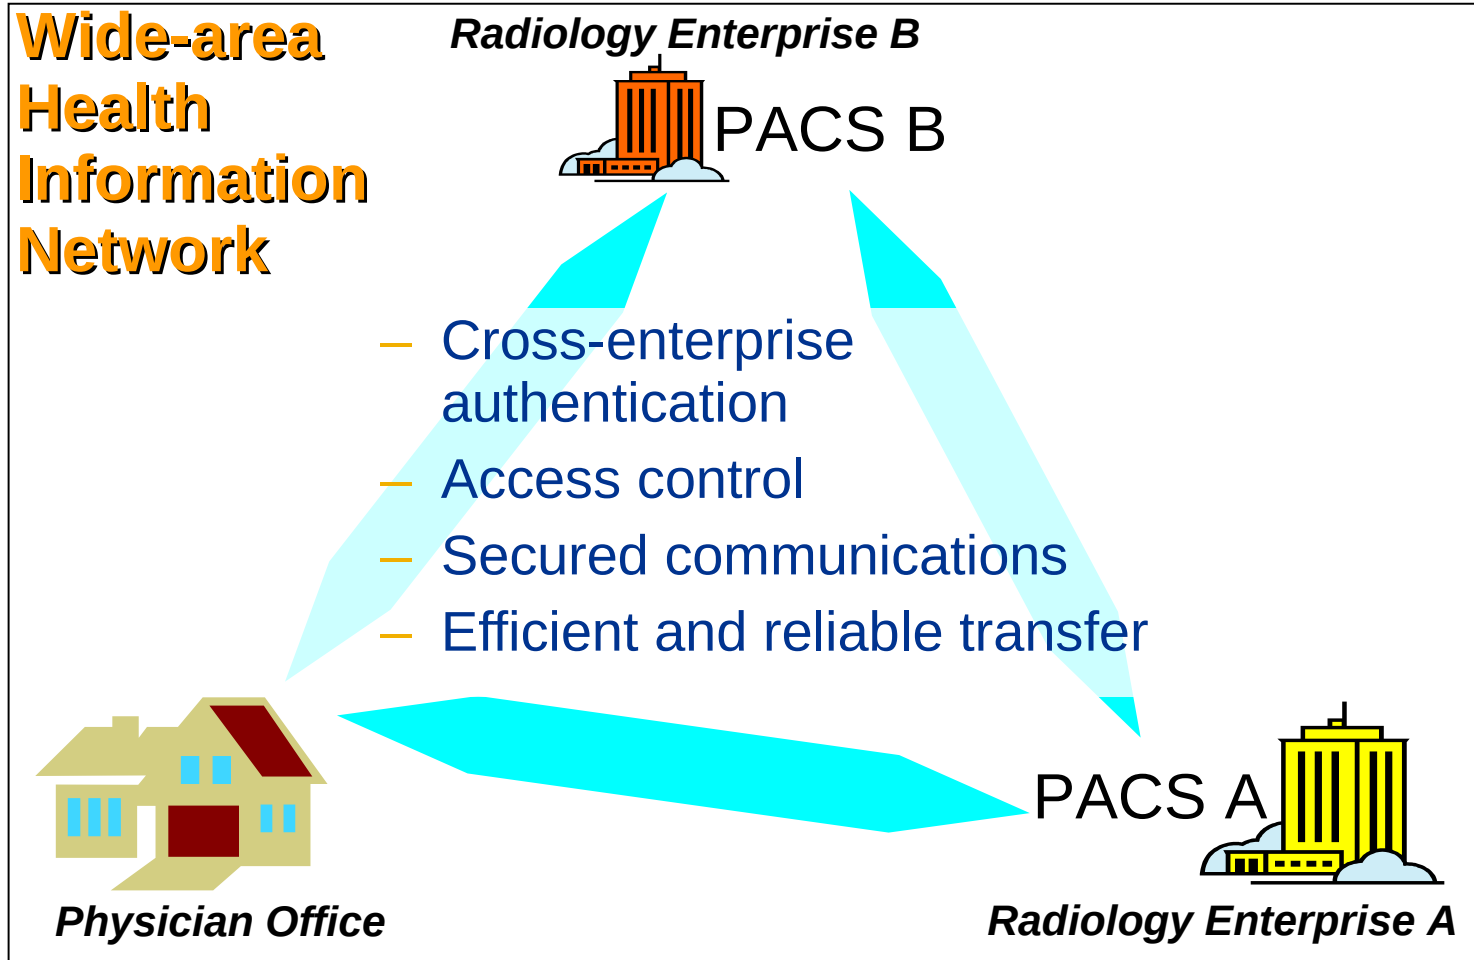 Wide-area
Health
Information
Network
Radiology Enterprise B
PACS B
– Cross-enterprise
authentication
– Access control
– Secured communications
– Efficient and reliable transfer
PACS A
Physician Office
Radiology Enterprise A